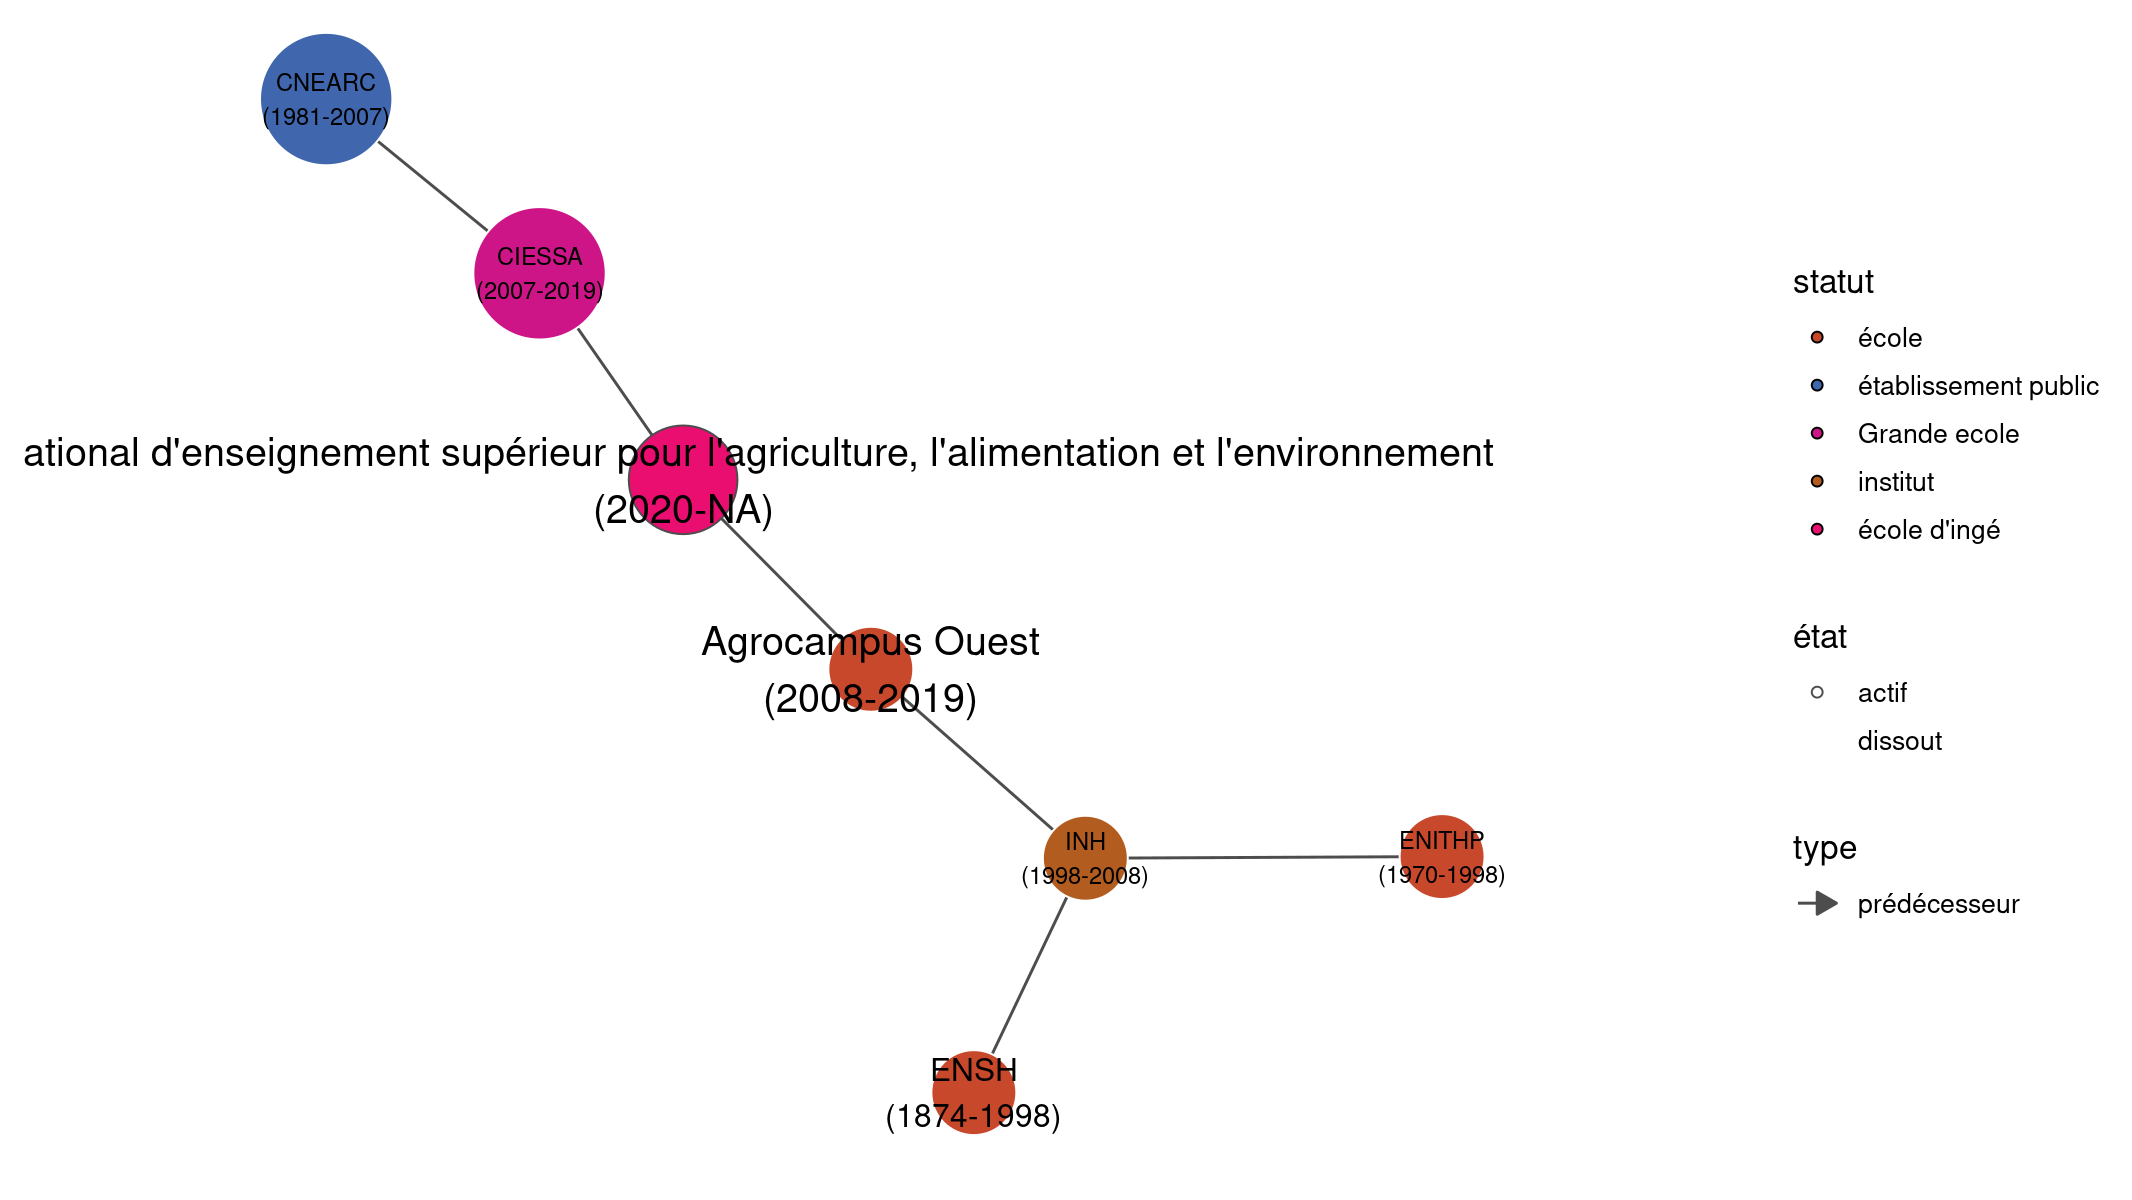 CNEARC
(1981-2007)
CIESSA
(2007-2019)
ational d'enseignement supérieur pour l'agriculture, l'alimentation et l'environnement
(2020-NA)
Agrocampus Ouest
(2008-2019)
INH
(1998-2008)
ENITHP
(1970-1998)
ENSH
(1874-1998)
statut
école
établissement public
Grande ecole
institut
école d'ingé
état
actif
dissout
type
prédécesseur